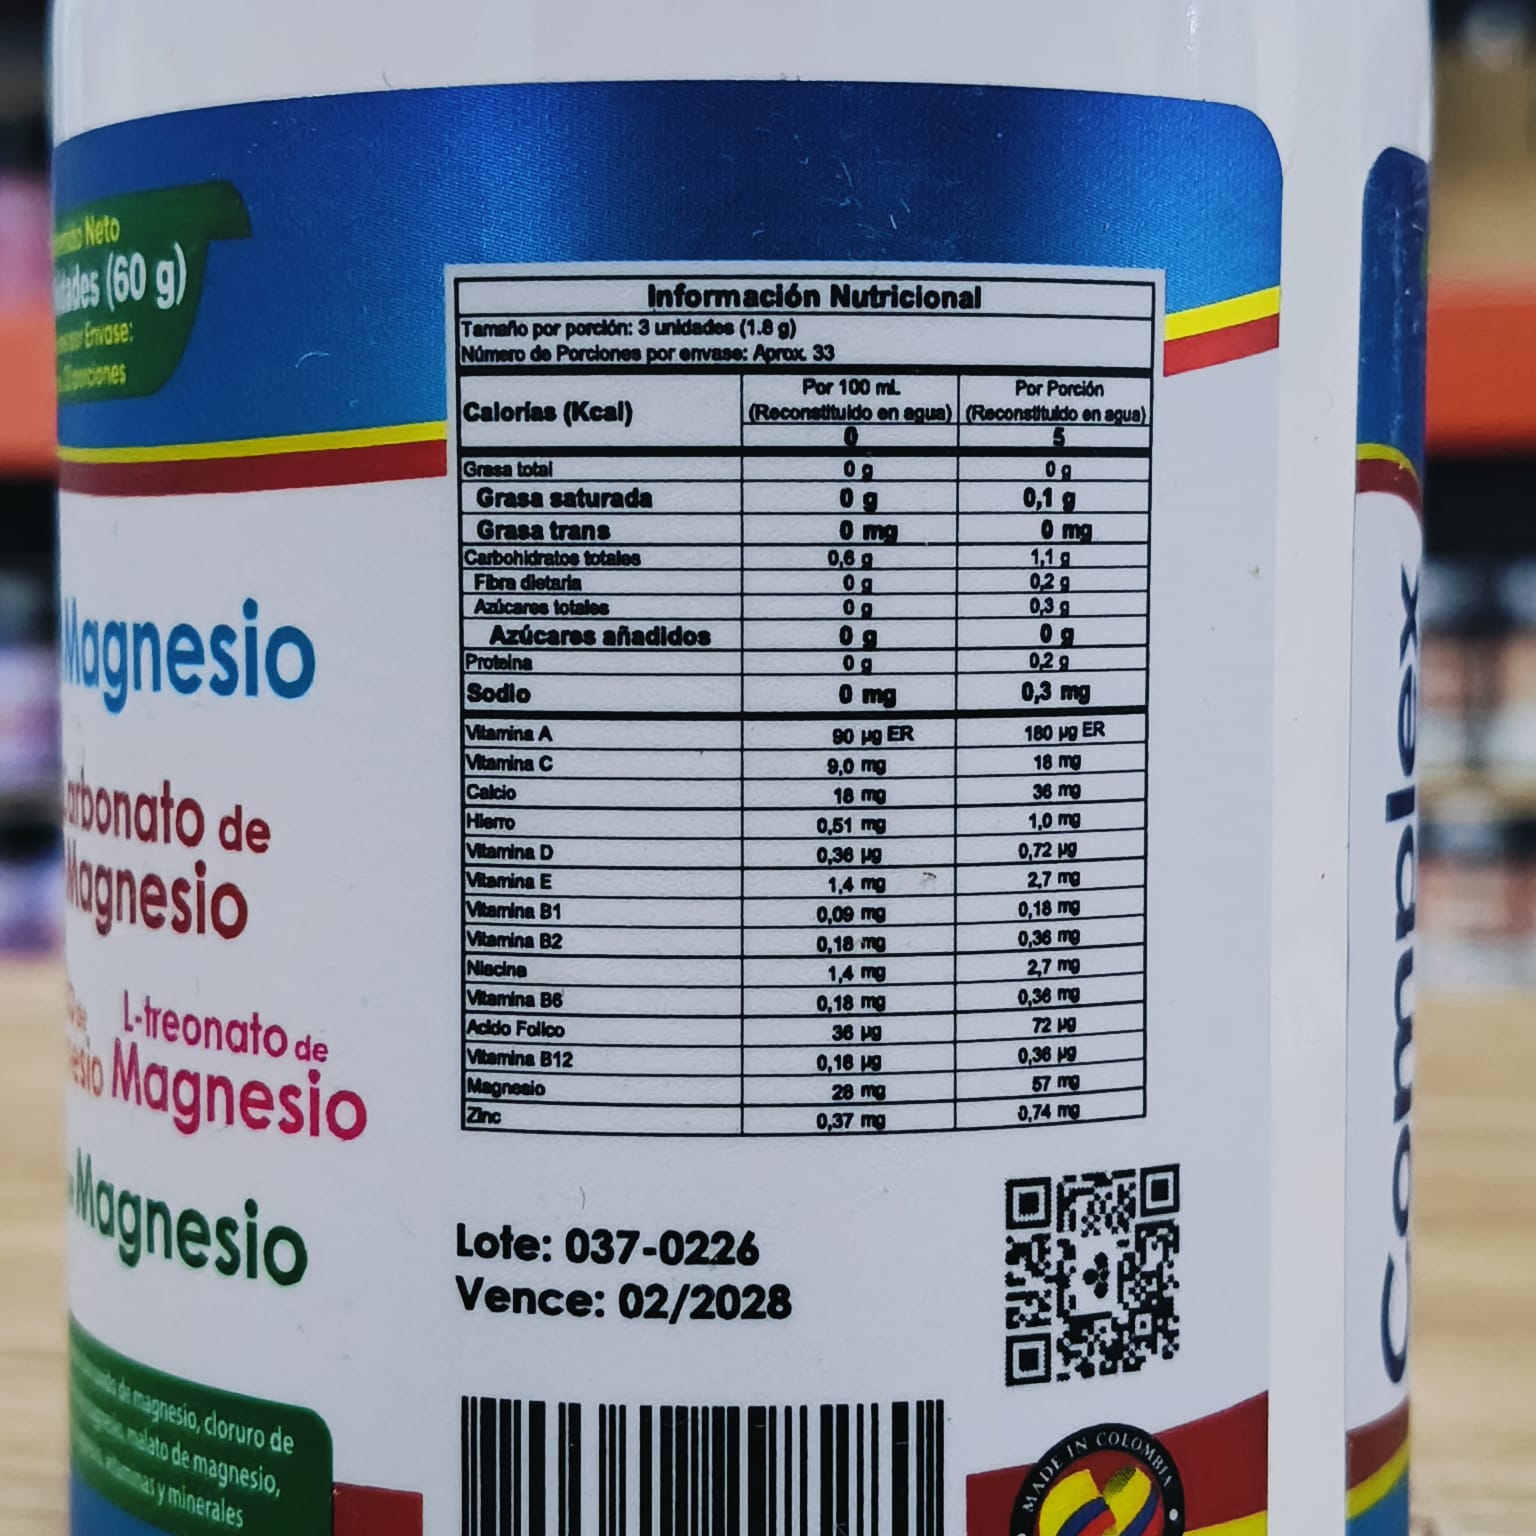 Neto
(60 g)
Envase:
porciones
Magnesio
Carbonato de
Magnesio
L-treonato de
Magnesio
Magnesio
de magnesio, cloruro de
malato de magnesio,
y minerales
Información Nutricional
Tamaño por porción: 3 unidades (1.8 g)
Número de Porciones por envase: Aprox. 33
Calorías (Kcal) Por 100 mL (Reconstituido en agua) Por Porción (Reconstituido en agua)
0 5
Grasa total 0 g 0 g
Grasa saturada 0 g 0,1 g
Grasa trans 0 mg 0 mg
Carbohidratos totales 0,6 g 1,1 g
Fibra dietaria 0 g 0,2 g
Azúcares totales 0 g 0,3 g
Azúcares añadidos 0 g 0 g
Proteina 0 g 0,2 g
Sodio 0 mg 0,3 mg
Vitamina A 90 µg ER 180 µg ER
Vitamina C 9,0 mg 18 mg
Calcio 18 mg 36 mg
Hierro 0,51 mg 1,0 mg
Vitamina D 0,36 µg 0,72 µg
Vitamina E 1,4 mg 2,7 mg
Vitamina B1 0,09 mg 0,18 mg
Vitamina B2 0,18 mg 0,36 mg
Niacina 1,4 mg 2,7 mg
Vitamina B6 0,18 mg 0,36 mg
Acido Folico 36 µg 72 µg
Vitamina B12 0,18 µg 0,36 µg
Magnesio 28 mg 57 mg
Zinc 0,37 mg 0,74 mg
Lote: 037-0226
Vence: 02/2028
MADE IN COLOMBIA
Complex